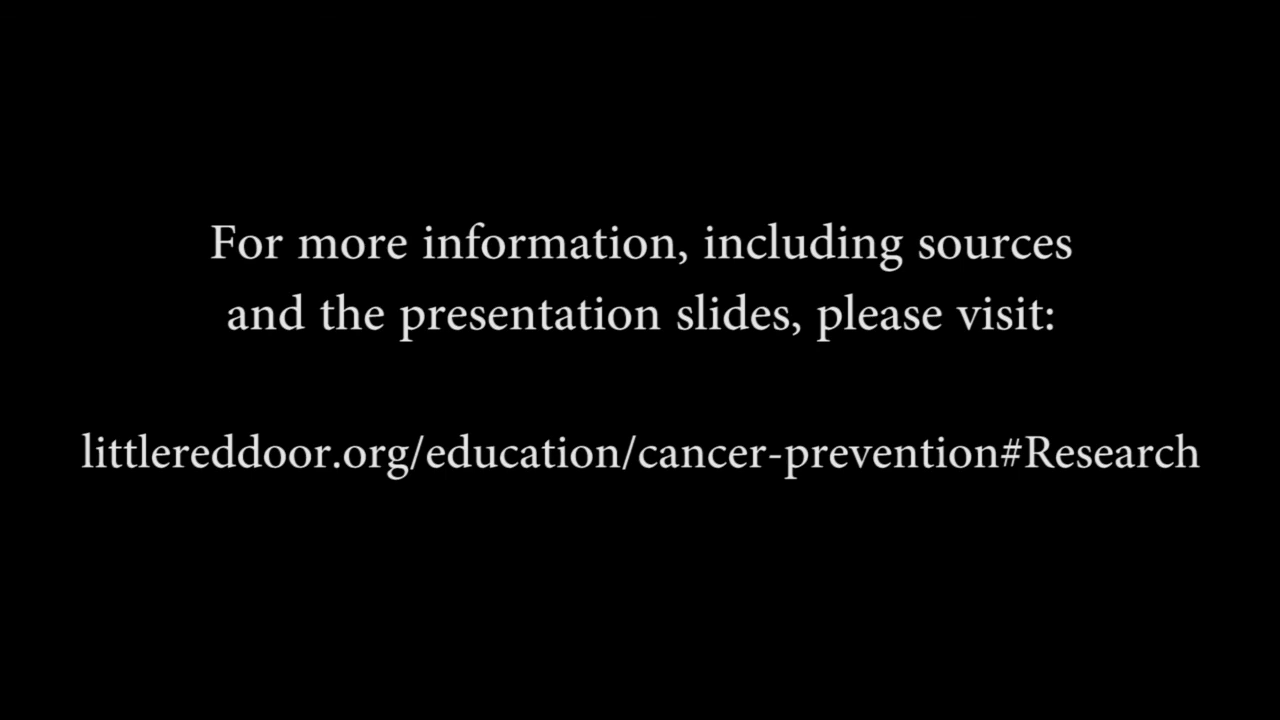 For more information, including sources
and the presentation slides, please visit:
littlereddoor.org/education/cancer-prevention#Research